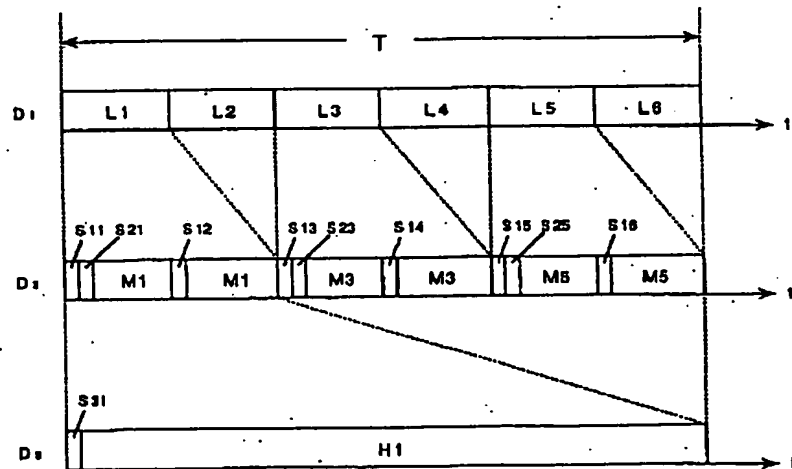 T
D1 L1 L2 L3 L4 L5 L6 t
S11 S21 S12 S13 S23 S14 S15 S25 S16
D2 M1 M1 M3 M3 M5 M5 t
S31
D3 H1